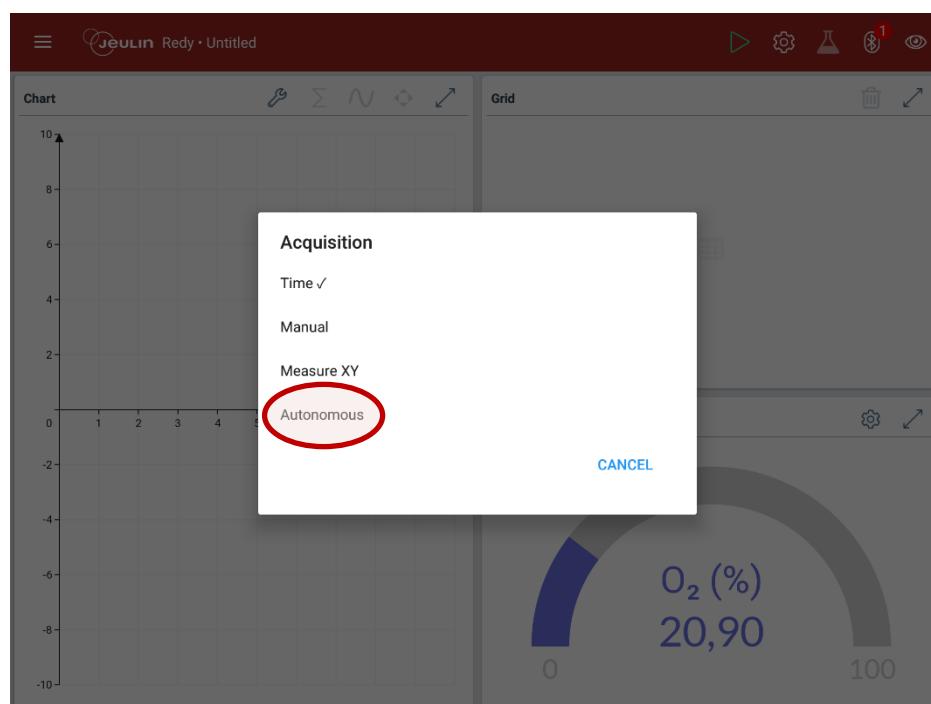 Jeulin Redy • Untitled
1
Chart
Grid
10
8
6
4
2
0 1 2 3 4 5
-2
-4
-6
-8
-10
Acquisition
Time ✓
Manual
Measure XY
Autonomous
CANCEL
O₂ (%)
20,90
0 100